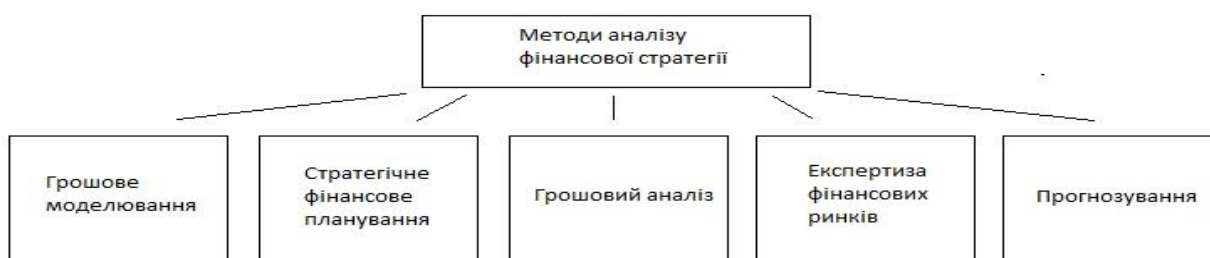 Методи аналізу
фінансової стратегії
Грошове
моделювання
Стратегічне
фінансове
планування
Грошовий аналіз
Експертиза
фінансових
ринків
Прогнозування